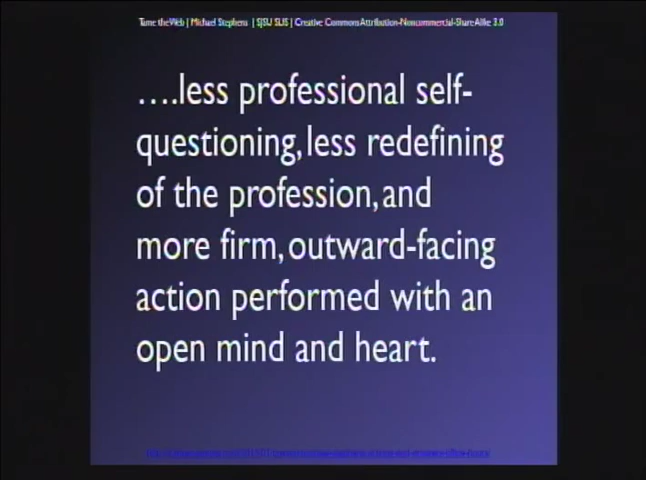 Tame the Web | Michael Stephens | SJSU SLIS | Creative Commons Attribution-Noncommercial-Share Alike 3.0
….less professional self-
questioning, less redefining
of the profession, and
more firm, outward-facing
action performed with an
open mind and heart.